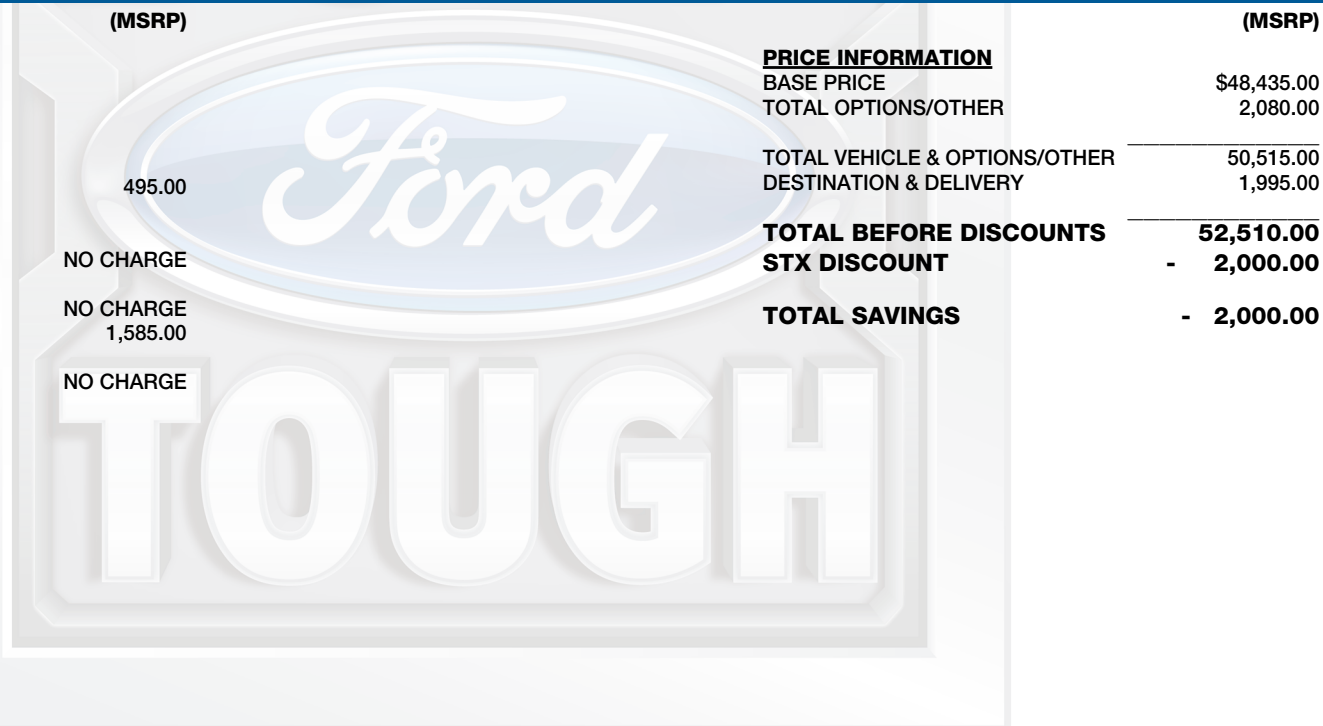 (MSRP)
495.00
NO CHARGE
NO CHARGE
1,585.00
NO CHARGE
Ford
TOUGH
(MSRP)
PRICE INFORMATION
BASE PRICE $48,435.00
TOTAL OPTIONS/OTHER 2,080.00
TOTAL VEHICLE & OPTIONS/OTHER 50,515.00
DESTINATION & DELIVERY 1,995.00
TOTAL BEFORE DISCOUNTS 52,510.00
STX DISCOUNT - 2,000.00
TOTAL SAVINGS - 2,000.00